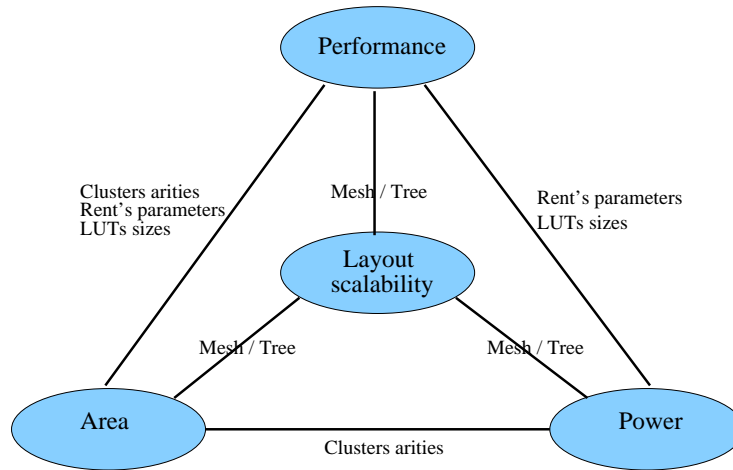 Performance
Clusters arities
Rent's parameters
LUTs sizes
Mesh / Tree
Rent's parameters
LUTs sizes
Layout
scalability
Mesh / Tree
Mesh / Tree
Area
Power
Clusters arities